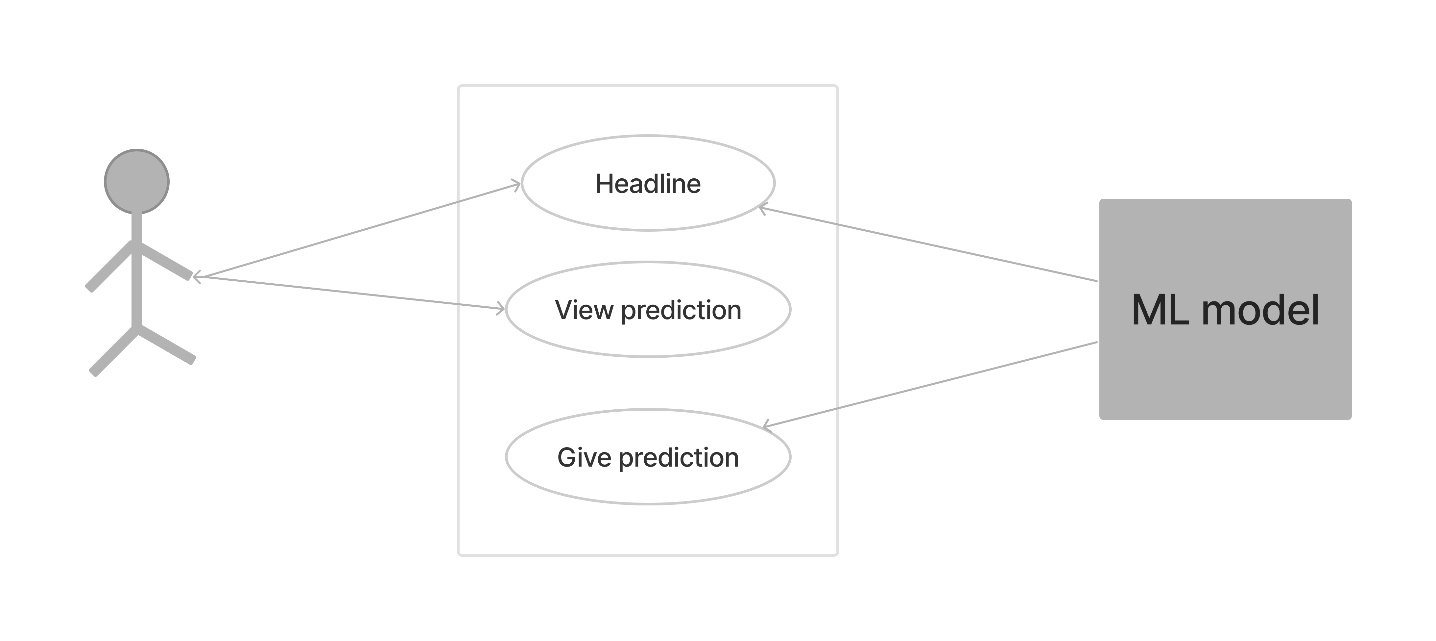 Headline
View prediction
ML model
Give prediction